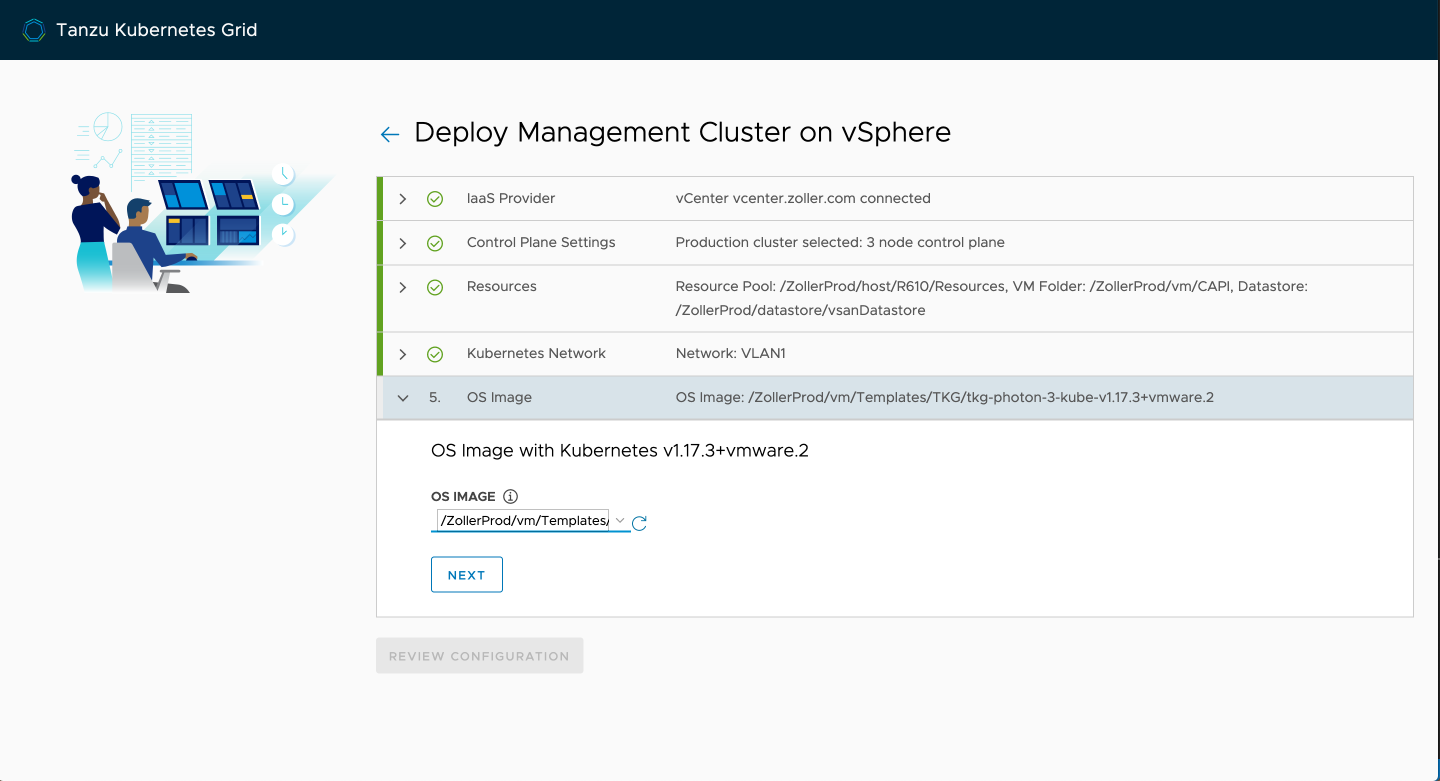 Tanzu Kubernetes Grid
Deploy Management Cluster on vSphere
IaaS Provider vCenter vcenter.zoller.com connected
Control Plane Settings Production cluster selected: 3 node control plane
Resources Resource Pool: /ZollerProd/host/R610/Resources, VM Folder: /ZollerProd/vm/CAPI, Datastore:
/ZollerProd/datastore/vsanDatastore
Kubernetes Network Network: VLAN1
5. OS Image OS Image: /ZollerProd/vm/Templates/TKG/tkg-photon-3-kube-v1.17.3+vmware.2
OS Image with Kubernetes v1.17.3+vmware.2
OS IMAGE
/ZollerProd/vm/Templates/
NEXT
REVIEW CONFIGURATION